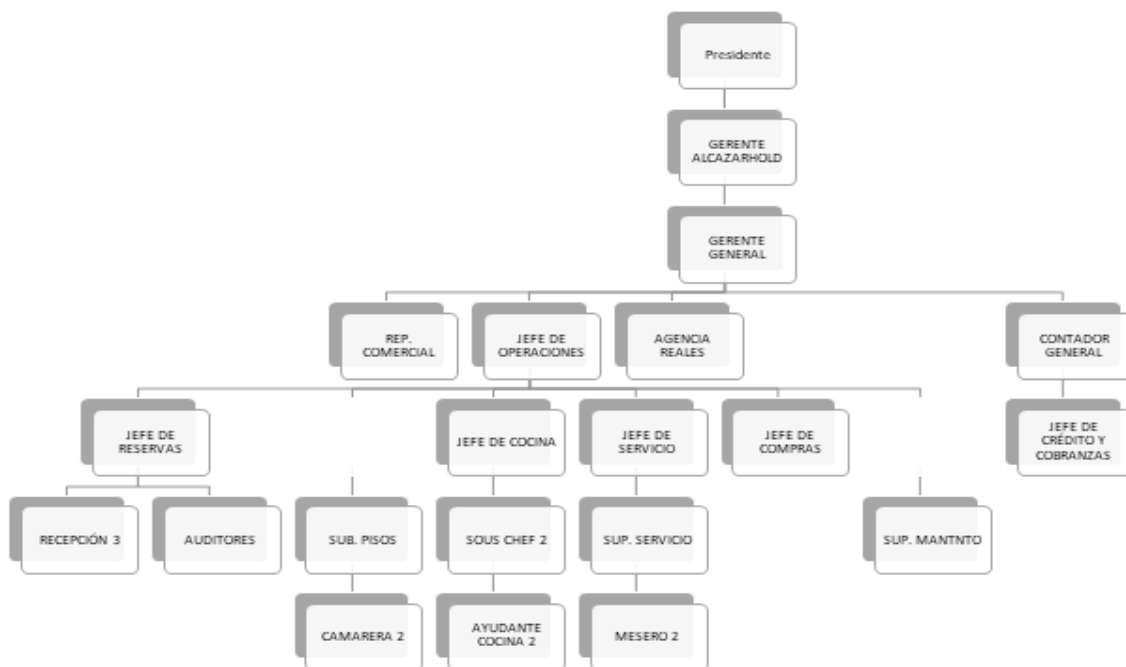 Presidente
GERENTE
ALCAZARHOLD
GERENTE
GENERAL
REP.
COMERCIAL
JEFE DE
OPERACIONES
AGENCIA
REALES
CONTADOR
GENERAL
JEFE DE
RESERVAS
JEFE DE COCINA
JEFE DE
SERVICIO
JEFE DE
COMPRAS
JEFE DE
CRÉDITO Y
COBRANZAS
RECEPCIÓN 3
AUDITORES
SUB. PISOS
SOUS CHEF 2
SUP. SERVICIO
SUP. MANTNTO
CAMARERA 2
AYUDANTE
COCINA 2
MESERO 2